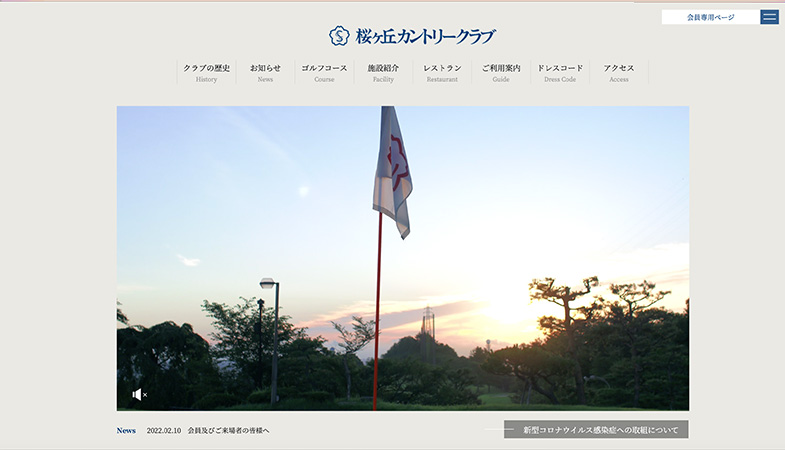 会員専用ページ
桜ヶ丘カントリークラブ
クラブの歴史 お知らせ ゴルフコース 施設紹介 レストラン ご利用案内 ドレスコード アクセス
History News Course Facility Restaurant Guide Dress Code Access
News 2022.02.10 会員及びご来場者の皆様へ 新型コロナウイルス感染症への取組について